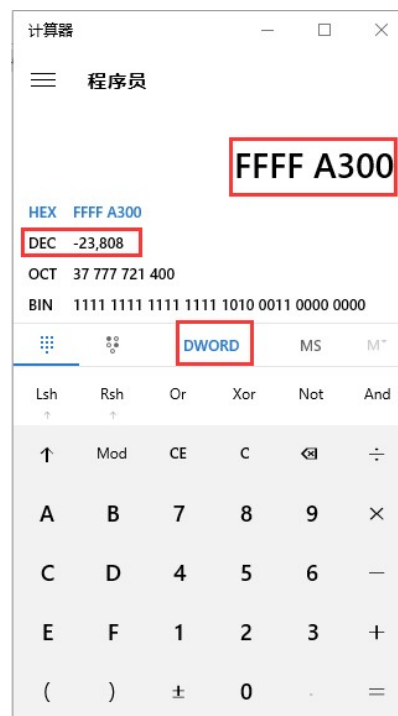 计算器
程序员
FFFF A300
HEX FFFF A300
DEC -23,808
OCT 37 777 721 400
BIN 1111 1111 1111 1111 1010 0011 0000 0000
DWORD MS M˅
Lsh Rsh Or Xor Not And
↑ ↑
↑ Mod CE C ⌫ ÷
A B 7 8 9 ×
C D 4 5 6 −
E F 1 2 3 +
( ) ± 0 . =